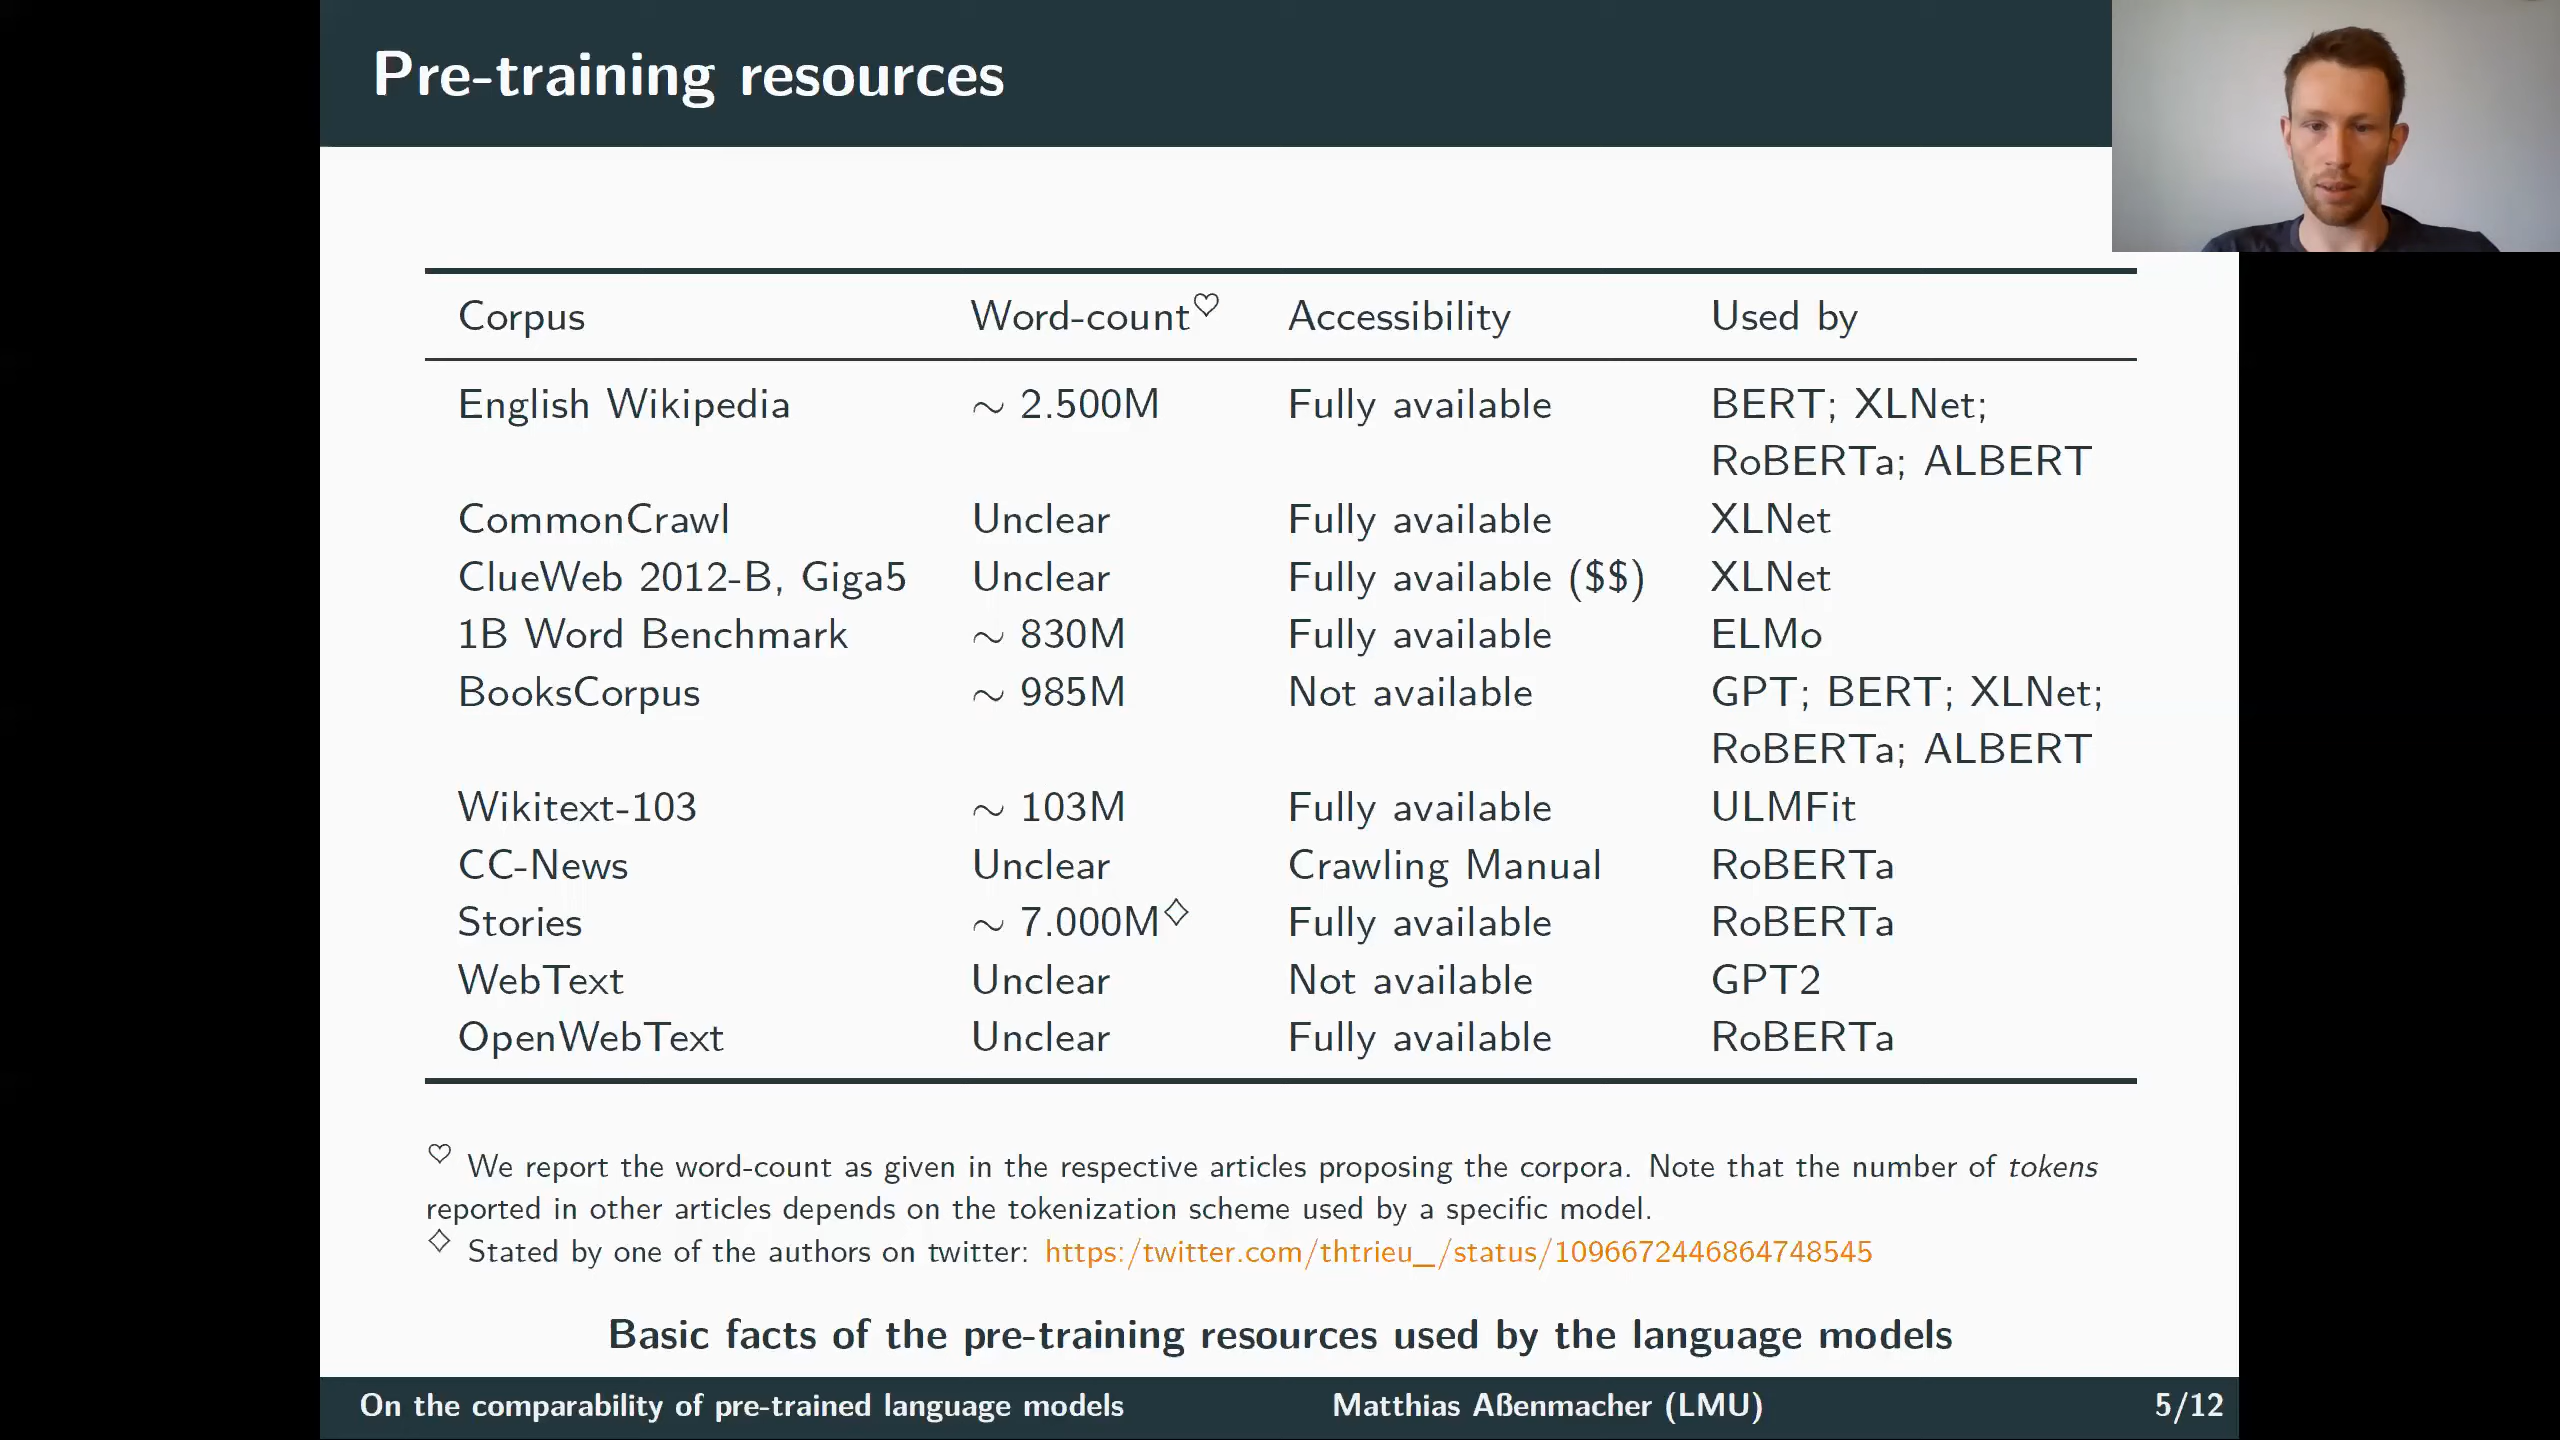 Pre-training resources
Corpus Word-count♡ Accessibility Used by
English Wikipedia ∼ 2.500M Fully available BERT; XLNet;
RoBERTa; ALBERT
CommonCrawl Unclear Fully available XLNet
ClueWeb 2012-B, Giga5 Unclear Fully available ($$) XLNet
1B Word Benchmark ∼ 830M Fully available ELMo
BooksCorpus ∼ 985M Not available GPT; BERT; XLNet;
RoBERTa; ALBERT
Wikitext-103 ∼ 103M Fully available ULMFit
CC-News Unclear Crawling Manual RoBERTa
Stories ∼ 7.000M♢ Fully available RoBERTa
WebText Unclear Not available GPT2
OpenWebText Unclear Fully available RoBERTa
♡ We report the word-count as given in the respective articles proposing the corpora. Note that the number of tokens
reported in other articles depends on the tokenization scheme used by a specific model.
♢ Stated by one of the authors on twitter: https:/twitter.com/thtrieu_/status/1096672446864748545
Basic facts of the pre-training resources used by the language models
On the comparability of pre-trained language models Matthias Aßenmacher (LMU) 5/12